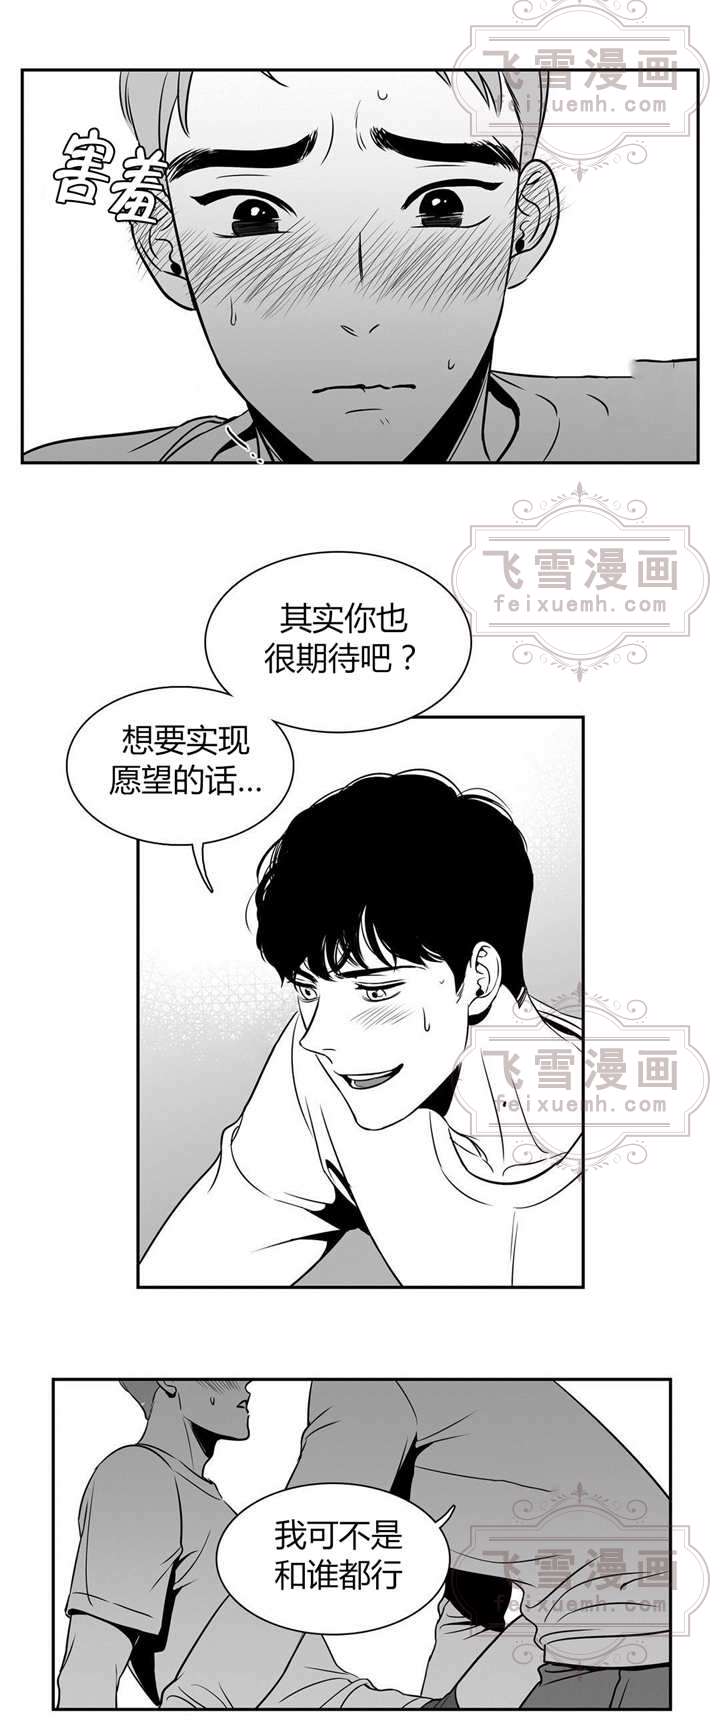 飞雪漫画
feixuemh.com
害羞
飞雪漫画
feixuemh.com
其实你也
很期待吧？
想要实现
愿望的话…
飞雪漫画
feixuemh.com
我可不是
和谁都行
飞雪漫画
feixuemh.com